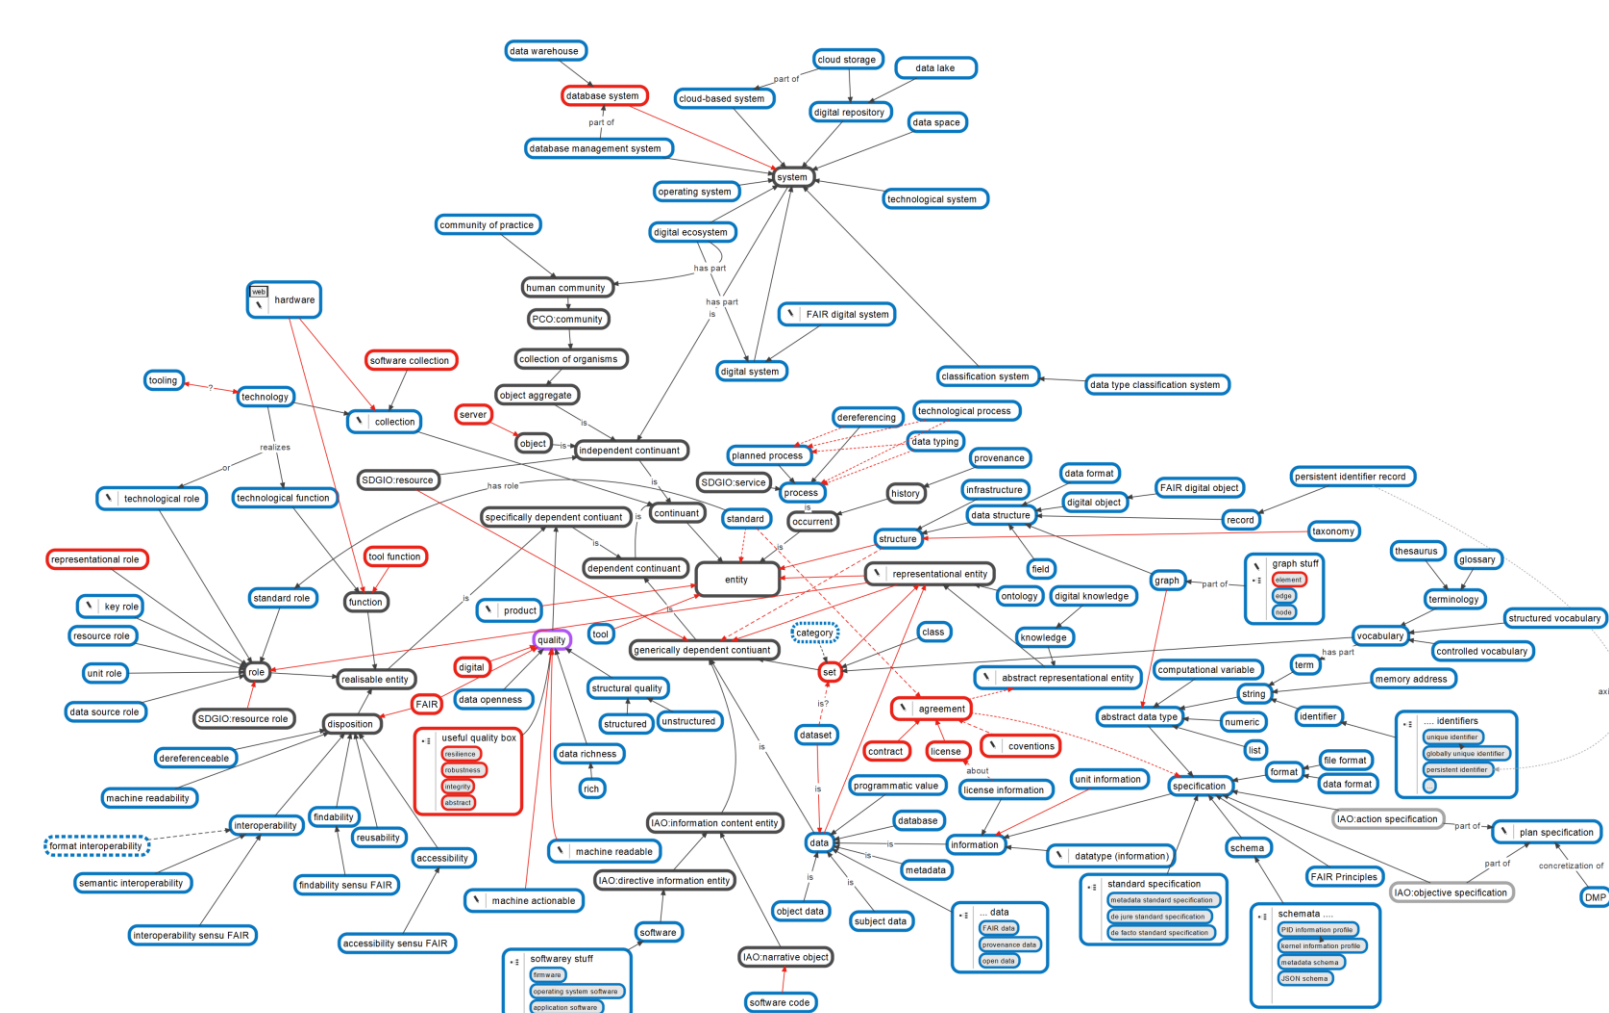 data warehouse
cloud storage
data lake
part of
database system
cloud-based system
digital repository
part of
data space
database management system
system
operating system
technological system
community of practice
digital ecosystem
has part
human community
web
hardware
has part
is
PCO:community
FAIR digital system
software collection
collection of organisms
tooling
?
technology
digital system
classification system
data type classification system
object aggregate
server
collection
is
dereferencing
technological process
object
is
independent continuant
data typing
realizes
planned process
provenance
or
SDGIO:resource
is
SDGIO:service
data format
persistent identifier record
has role
process
history
infrastructure
FAIR digital object
technological role
technological function
digital object
is
specifically dependent contiuant
is
continuant
standard
occurrent
data structure
record
structure
taxonomy
is
is
representational role
tool function
dependent continuant
entity
representational entity
field
graph
part of
graph stuff
element
edge
node
thesaurus
glossary
standard role
function
is
is
ontology
digital knowledge
terminology
key role
product
structured vocabulary
resource role
tool
category
class
knowledge
vocabulary
quality
generically dependent contiuant
has part
controlled vocabulary
unit role
role
realisable entity
digital
set
abstract representational entity
computational variable
term
memory address
structural quality
string
data source role
SDGIO:resource role
FAIR
data openness
is?
agreement
abstract data type
numeric
identifier
axi
disposition
structured
unstructured
dataset
.... identifiers
unique identifier
globally unique identifier
persistent identifier
...
useful quality box
resilience
robustness
integrity
abstract
is
contract
license
coventions
list
dereferenceable
data richness
about
file format
format
machine readability
rich
is
programmatic value
license information
unit information
specification
data format
findability
IAO:information content entity
database
IAO:action specification
part of
plan specification
interoperability
reusability
format interoperability
data
is
information
schema
machine readable
is
datatype (information)
accessibility
metadata
part of
concretization of
semantic interoperability
findability sensu FAIR
IAO:directive information entity
is
is
standard specification
metadata standard specification
de jure standard specification
de facto standard specification
FAIR Principles
IAO:objective specification
DMP
machine actionable
object data
subject data
... data
FAIR data
provenance data
open data
schemata ....
PID information profile
kernel information profile
metadata schema
JSON schema
interoperability sensu FAIR
accessibility sensu FAIR
software
softwarey stuff
firmware
operating system software
application software
IAO:narrative object
software code